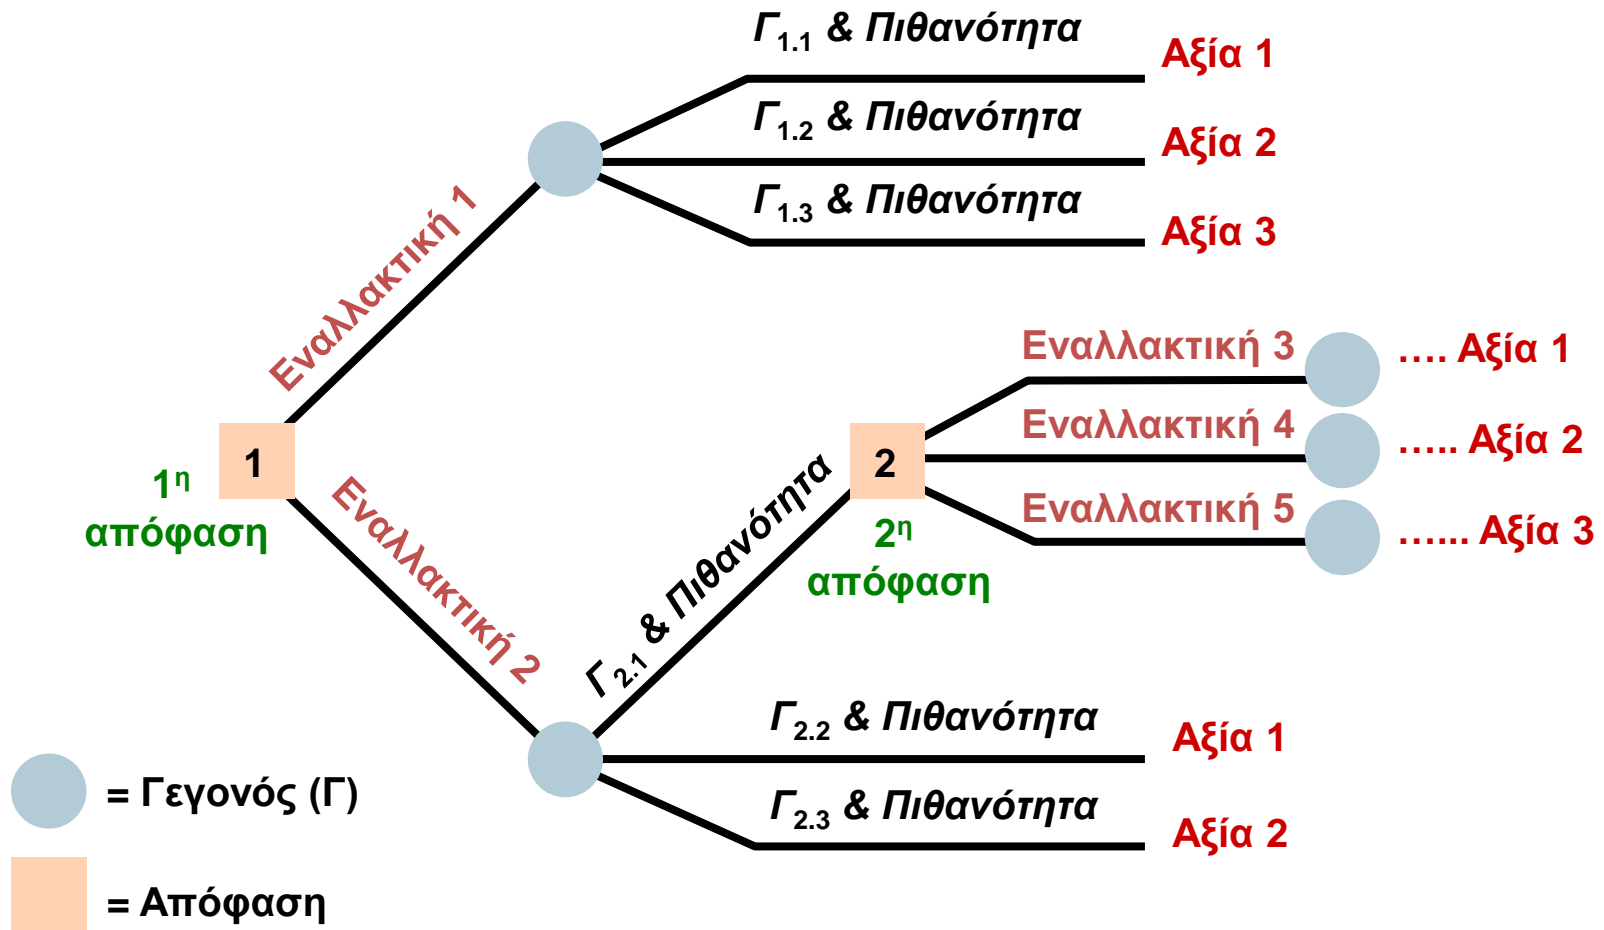 Γ1.1 & Πιθανότητα
Αξία 1
Γ1.2 & Πιθανότητα
Αξία 2
Γ1.3 & Πιθανότητα
Αξία 3
Εναλλακτική 1
1
1η
απόφαση
Εναλλακτική 2
Γ2.1 & Πιθανότητα
2
2η
απόφαση
Εναλλακτική 3
…. Αξία 1
Εναλλακτική 4
….. Αξία 2
Εναλλακτική 5
…... Αξία 3
Γ2.2 & Πιθανότητα
Αξία 1
Γ2.3 & Πιθανότητα
Αξία 2
= Γεγονός (Γ)
= Απόφαση